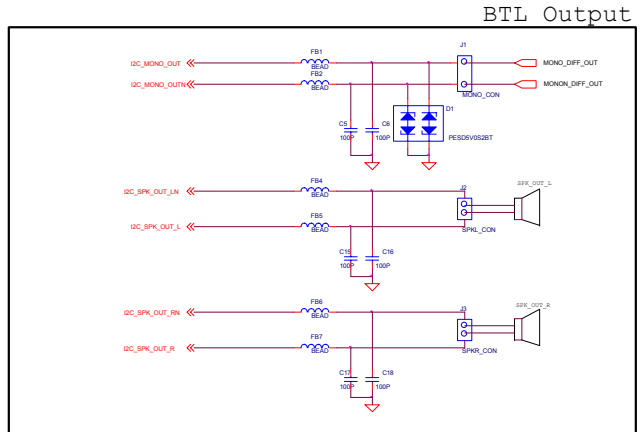 BTL Output
FB1
J1
I2C_MONO_OUT
BEAD
MONO_DIFF_OUT
FB2
I2C_MONO_OUTN
BEAD
MONO_CON
MONON_DIFF_OUT
D1
C5
C6
100P
100P
PESD5V0S2BT
FB4
J2
SPK_OUT_L
I2C_SPK_OUT_LN
BEAD
FB5
I2C_SPK_OUT_L
BEAD
SPKL_CON
C15
C16
100P
100P
FB6
J3
SPK_OUT_R
I2C_SPK_OUT_RN
BEAD
FB7
I2C_SPK_OUT_R
BEAD
SPKR_CON
C17
C18
100P
100P